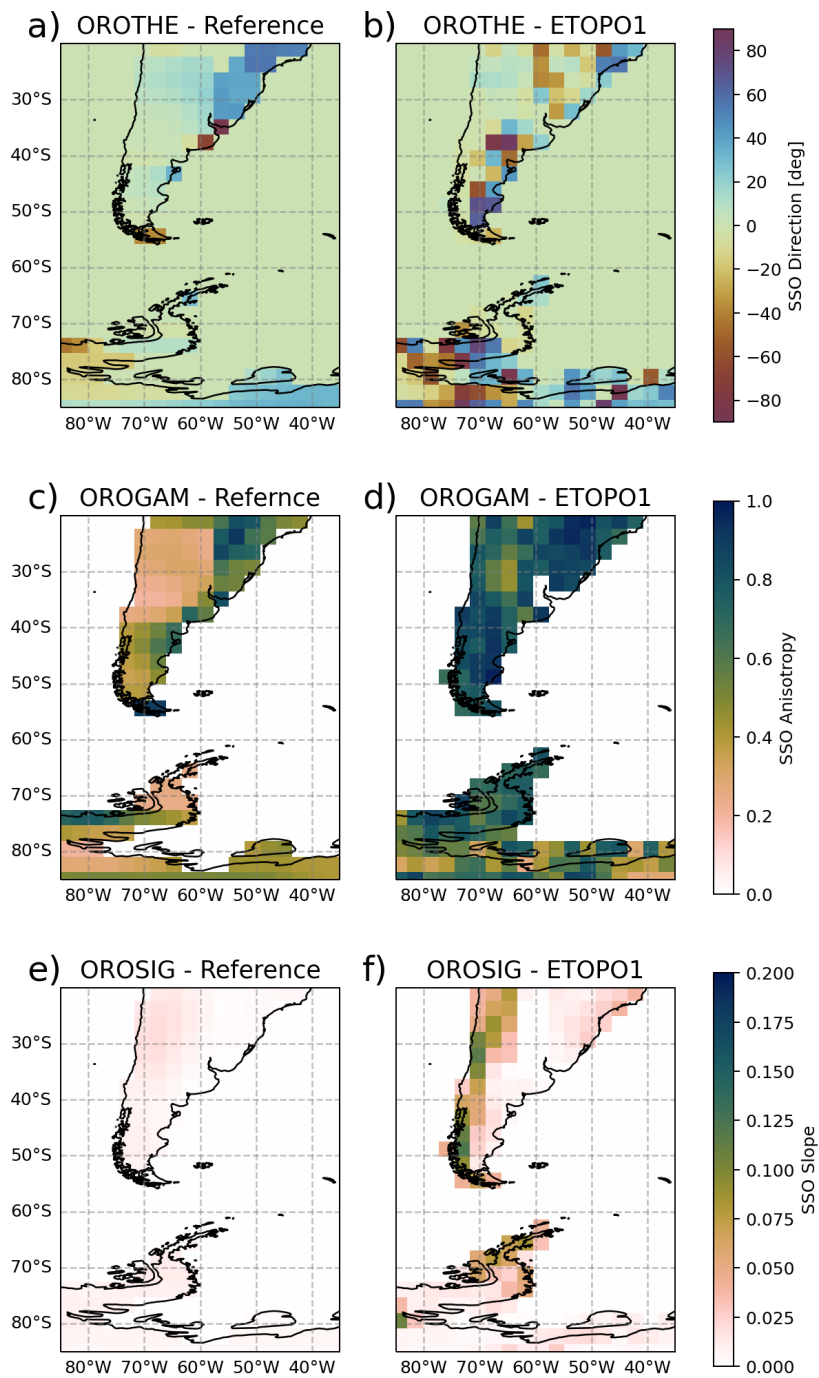 a) OROTHE - Reference
b) OROTHE - ETOPO1
30°S
40°S
50°S
60°S
70°S
80°S
80°W 70°W 60°W 50°W 40°W
80°W 70°W 60°W 50°W 40°W
80
60
40
20
0
−20
−40
−60
−80
SSO Direction [deg]
c) OROGAM - Refernce
d) OROGAM - ETOPO1
30°S
40°S
50°S
60°S
70°S
80°S
80°W 70°W 60°W 50°W 40°W
80°W 70°W 60°W 50°W 40°W
1.0
0.8
0.6
0.4
0.2
0.0
SSO Anisotropy
e) OROSIG - Reference
f) OROSIG - ETOPO1
30°S
40°S
50°S
60°S
70°S
80°S
80°W 70°W 60°W 50°W 40°W
80°W 70°W 60°W 50°W 40°W
0.200
0.175
0.150
0.125
0.100
0.075
0.050
0.025
0.000
SSO Slope